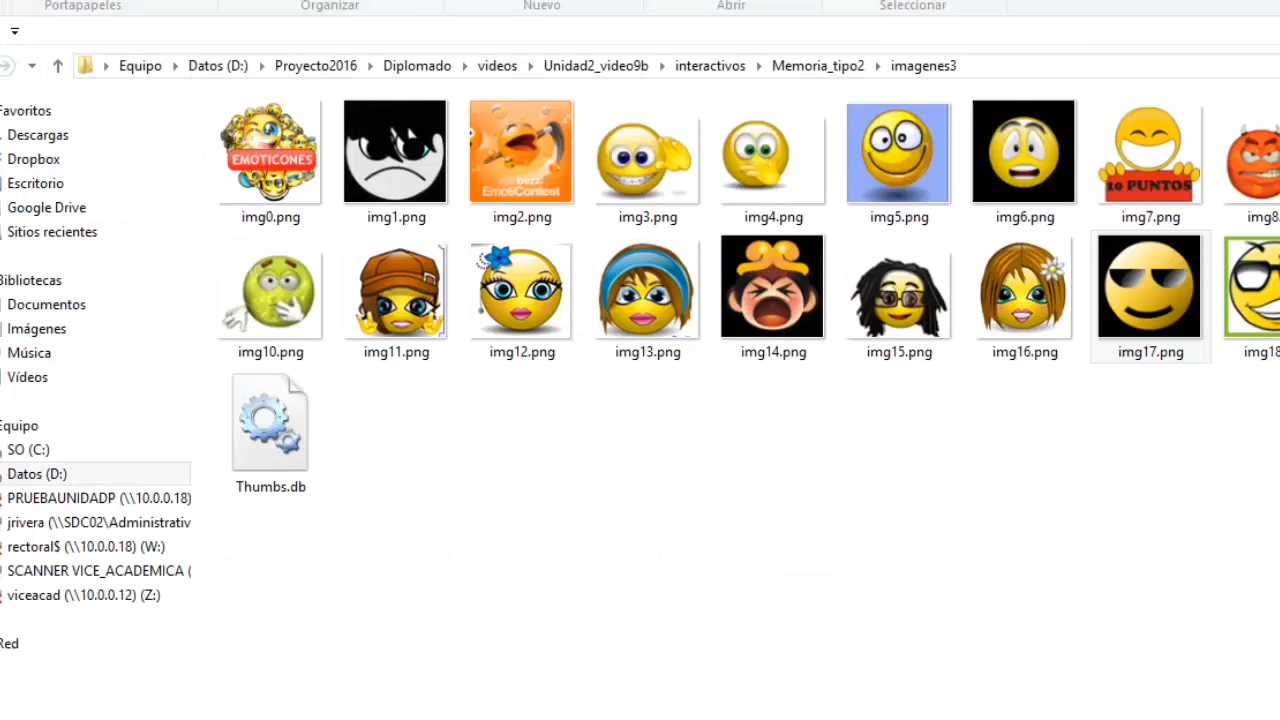 Portapapeles Organizar Nuevo Abrir Seleccionar
Equipo Datos (D:) Proyecto2016 Diplomado videos Unidad2_video9b interactivos Memoria_tipo2 imagenes3
Favoritos
Descargas
Dropbox
Escritorio
Google Drive
Sitios recientes
Bibliotecas
Documentos
Imágenes
Música
Vídeos
Equipo
SO (C:)
Datos (D:)
PRUEBAUNIDADP (\\10.0.0.18)
jrivera (\\SDC02\Administrativ
rectoral$ (\\10.0.0.18) (W:)
SCANNER VICE_ACADEMICA (
viceacad (\\10.0.0.12) (Z:)
Red
EMOTICONES
EmotiContest
10 PUNTOS
img0.png img1.png img2.png img3.png img4.png img5.png img6.png img7.png img8.
img10.png img11.png img12.png img13.png img14.png img15.png img16.png img17.png img18
Thumbs.db